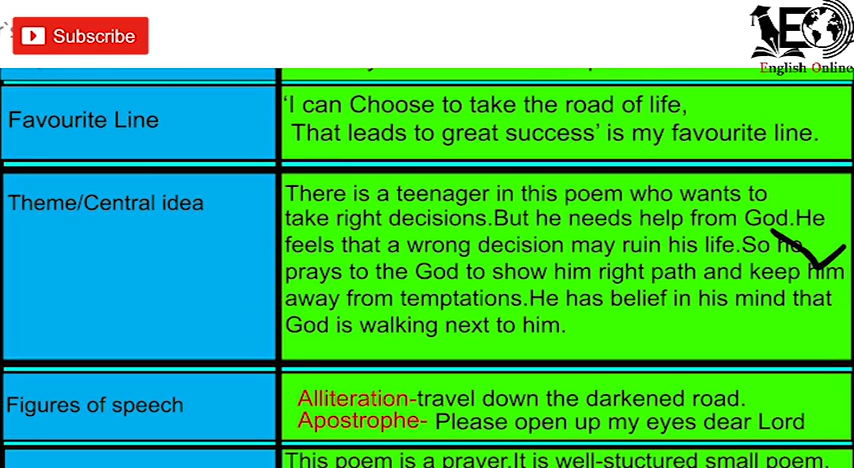 Subscribe
English Online
Favourite Line
‘I can Choose to take the road of life,
That leads to great success’ is my favourite line.
Theme/Central idea
There is a teenager in this poem who wants to
take right decisions.But he needs help from God.He
feels that a wrong decision may ruin his life.So he
prays to the God to show him right path and keep him
away from temptations.He has belief in his mind that
God is walking next to him.
Figures of speech
Alliteration-travel down the darkened road.
Apostrophe- Please open up my eyes dear Lord
This poem is a prayer.It is well-stuctured small poem.